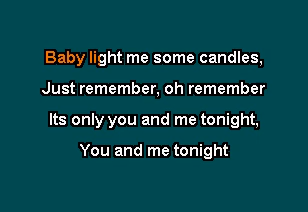 Baby light me some candles,
Just remember, oh remember
Its only you and me tonight,
You and me tonight